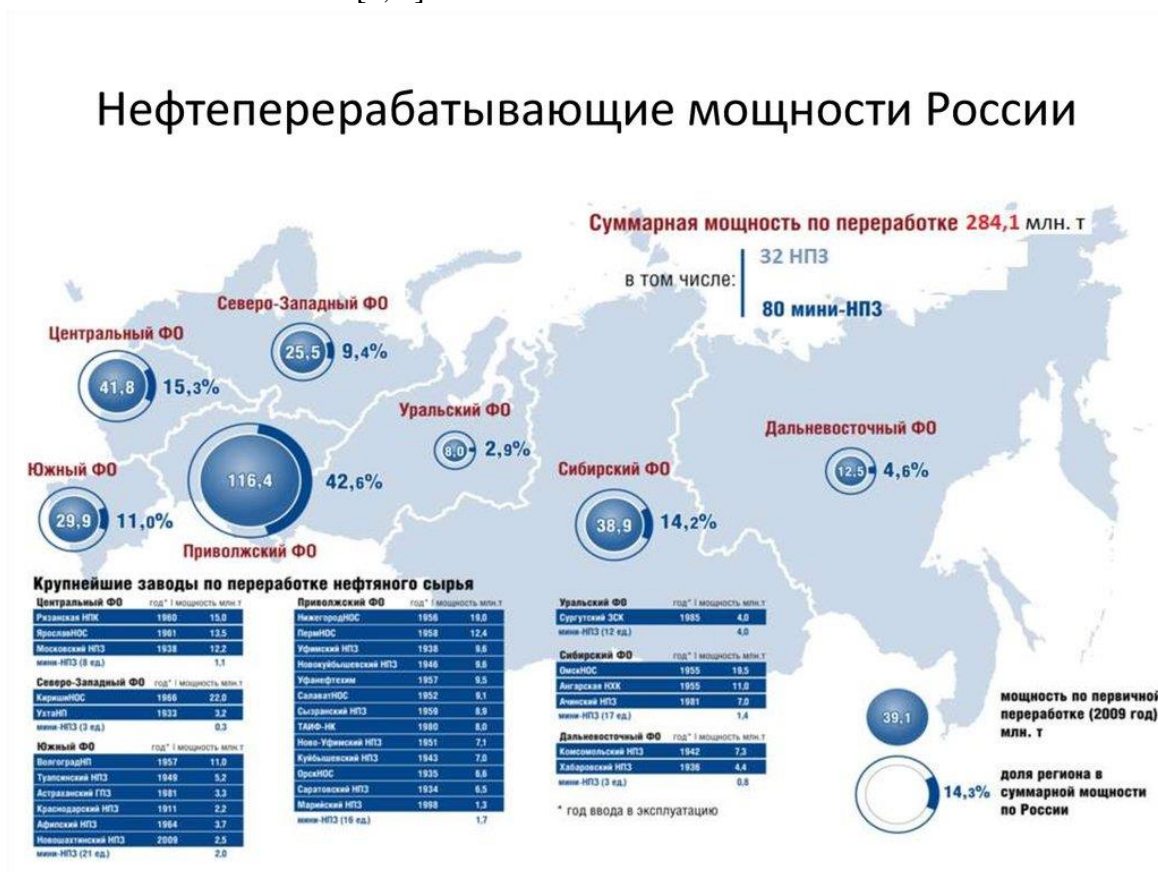 Нефтеперерабатывающие мощности России
Суммарная мощность по переработке 284,1 млн. т
в том числе:
32 НПЗ
80 мини-НПЗ
Северо-Западный ФО
25,5 9,4%
Центральный ФО
41,8 15,3%
Уральский ФО
8,0 2,9%
Дальневосточный ФО
12,5 4,6%
Южный ФО
29,9 11,0%
116,4 42,6%
Приволжский ФО
Сибирский ФО
38,9 14,2%
Крупнейшие заводы по переработке нефтяного сырья
Центральный ФО год* | мощность млн.т
Рязанская НПК 1960 15,0
ЯрославНОС 1961 13,5
Московский НПЗ 1938 12,2
мини-НПЗ (8 ед.) 1,1
Северо-Западный ФО год* | мощность млн.т
КиришиНОС 1966 22,0
УхтаНП 1933 3,2
мини-НПЗ (3 ед.) 0,3
Южный ФО год* | мощность млн.т
ВолгоградНП 1957 11,0
Туапсинский НПЗ 1949 5,2
Астраханский ГПЗ 1981 3,3
Краснодарский НПЗ 1911 2,2
Афипский НПЗ 1964 3,7
Новошахтинский НПЗ 2009 2,5
мини-НПЗ (21 ед.) 2,0
Приволжский ФО год* | мощность млн.т
НижегородНОС 1956 19,0
ПермНОС 1958 12,4
Уфимский НПЗ 1938 9,6
Новокуйбышевский НПЗ 1946 9,6
Уфанефтехим 1957 9,5
СалаватНОС 1952 9,1
Сызранский НПЗ 1959 8,9
ТАИФ-НК 1980 8,0
Ново-Уфимский НПЗ 1951 7,1
Куйбышевский НПЗ 1943 7,0
ОрскНОС 1935 6,6
Саратовский НПЗ 1934 6,5
Марийский НПЗ 1998 1,3
мини-НПЗ (16 ед.) 1,7
Уральский ФО год* | мощность млн.т
Сургутский ЗСК 1985 4,0
мини-НПЗ (12 ед.) 4,0
Сибирский ФО год* | мощность млн.т
ОмскНОС 1955 19,5
Ангарская НХК 1955 11,0
Ачинский НПЗ 1981 7,0
мини-НПЗ (17 ед.) 1,4
Дальневосточный ФО год* | мощность млн.т
Комсомольский НПЗ 1942 7,3
Хабаровский НПЗ 1936 4,4
мини-НПЗ (3 ед.) 0,8
* год ввода в эксплуатацию
39,1
мощность по первичной
переработке (2009 год)
млн. т
14,3%
доля региона в
суммарной мощности
по России